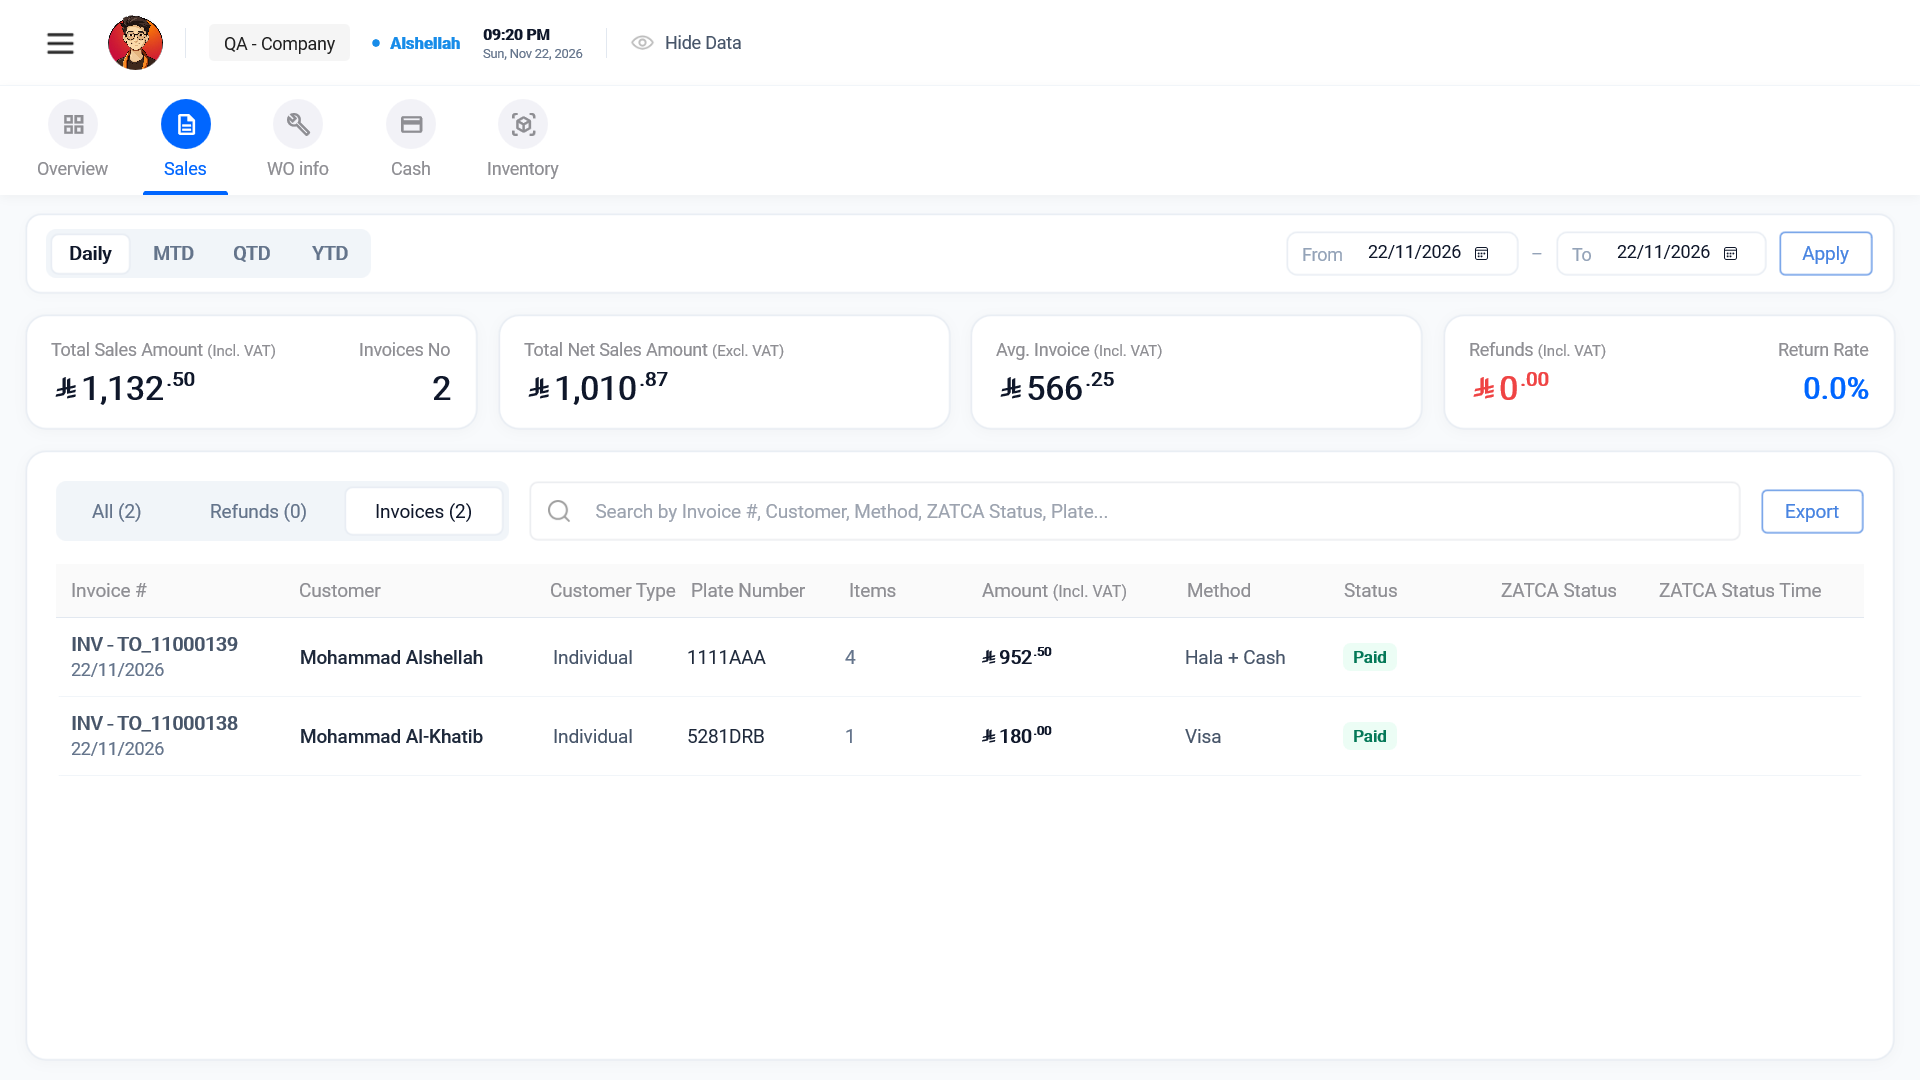 QA - Company
Alshellah
09:20 PM
Sun, Nov 22, 2026
Hide Data
Overview
Sales
WO info
Cash
Inventory
Daily
MTD
QTD
YTD
From 22/11/2026
–
To 22/11/2026
Apply
Total Sales Amount (Incl. VAT)
Invoices No
1,132.50
2
Total Net Sales Amount (Excl. VAT)
1,010.87
Avg. Invoice (Incl. VAT)
566.25
Refunds (Incl. VAT)
Return Rate
0.00
0.0%
All (2)
Refunds (0)
Invoices (2)
Search by Invoice #, Customer, Method, ZATCA Status, Plate...
Export
Invoice # Customer Customer Type Plate Number Items Amount (Incl. VAT) Method Status ZATCA Status ZATCA Status Time
INV - TO_11000139
22/11/2026
Mohammad Alshellah Individual 1111AAA 4 952.50 Hala + Cash Paid
INV - TO_11000138
22/11/2026
Mohammad Al-Khatib Individual 5281DRB 1 180.00 Visa Paid